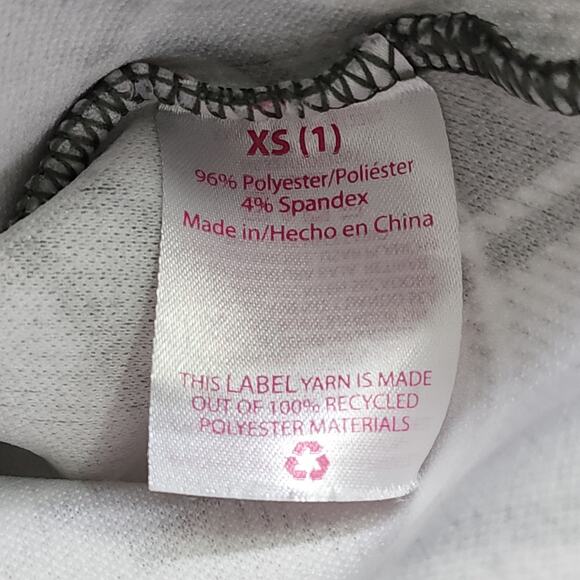 XS (1)
96% Polyester/Poliéster
4% Spandex
Made in/Hecho en China
THIS LABEL YARN IS MADE
OUT OF 100% RECYCLED
POLYESTER MATERIALS